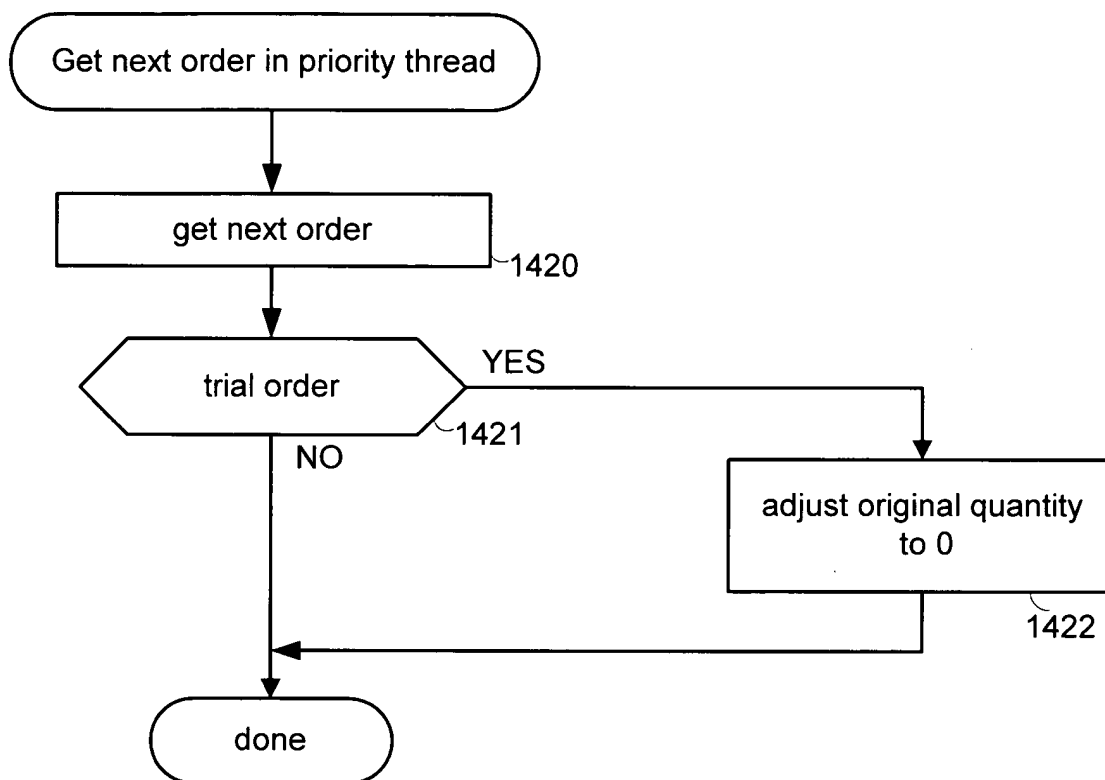 Get next order in priority thread
get next order
1420
trial order
YES
1421
NO
adjust original quantity
to 0
1422
done